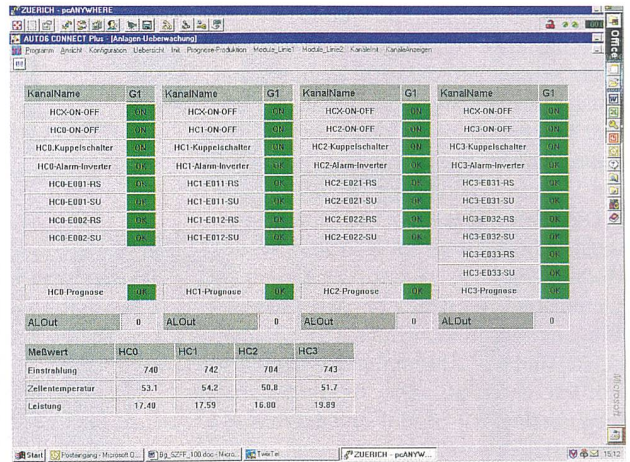 ZUERICH - pcANYWHERE
AUTO6 CONNECT Plus - [Anlagen-Ueberwachung]
Programm Ansicht Konfiguration Uebersicht Init Prognose-Produktion Module_Linie1 Module_Linie2 KanaleInit KanaleAnzeigen
KanalName G1 KanalName G1 KanalName G1 KanalName G1
HCX-ON-OFF ON HCX-ON-OFF ON HCX-ON-OFF ON HCX-ON-OFF ON
HC0-ON-OFF ON HC1-ON-OFF ON HC2-ON-OFF ON HC3-ON-OFF ON
HC0-Kuppelschalter ON HC1-Kuppelschalter ON HC2-Kuppelschalter ON HC3-Kuppelschalter ON
HC0-Alarm-Inverter OK HC1-Alarm-Inverter OK HC2-Alarm-Inverter OK HC3-Alarm-Inverter OK
HC0-E001-RS OK HC1-E011-RS OK HC2-E021-RS OK HC3-E031-RS OK
HC0-E001-SU OK HC1-E011-SU OK HC2-E021-SU OK HC3-E031-SU OK
HC0-E002-RS OK HC1-E012-RS OK HC2-E022-RS OK HC3-E032-RS OK
HC0-E002-SU OK HC1-E012-SU OK HC2-E022-SU OK HC3-E032-SU OK
HC3-E033-RS OK
HC3-E033-SU OK
HC0-Prognose OK HC1-Prognose OK HC2-Prognose OK HC3-Prognose OK
ALOut 0 ALOut 0 ALOut 0 ALOut 0
Meßwert HC0 HC1 HC2 HC3
Einstrahlung 740 742 704 743
Zellentemperatur 53.1 54.2 50.8 51.7
Leistung 17.40 17.59 16.80 19.89
Office
Microsoft
Start Posteingang - Microsoft O... Bg_SZFF_100.doc - Micro... TwixTel ZUERICH - pcANYW... 15:12